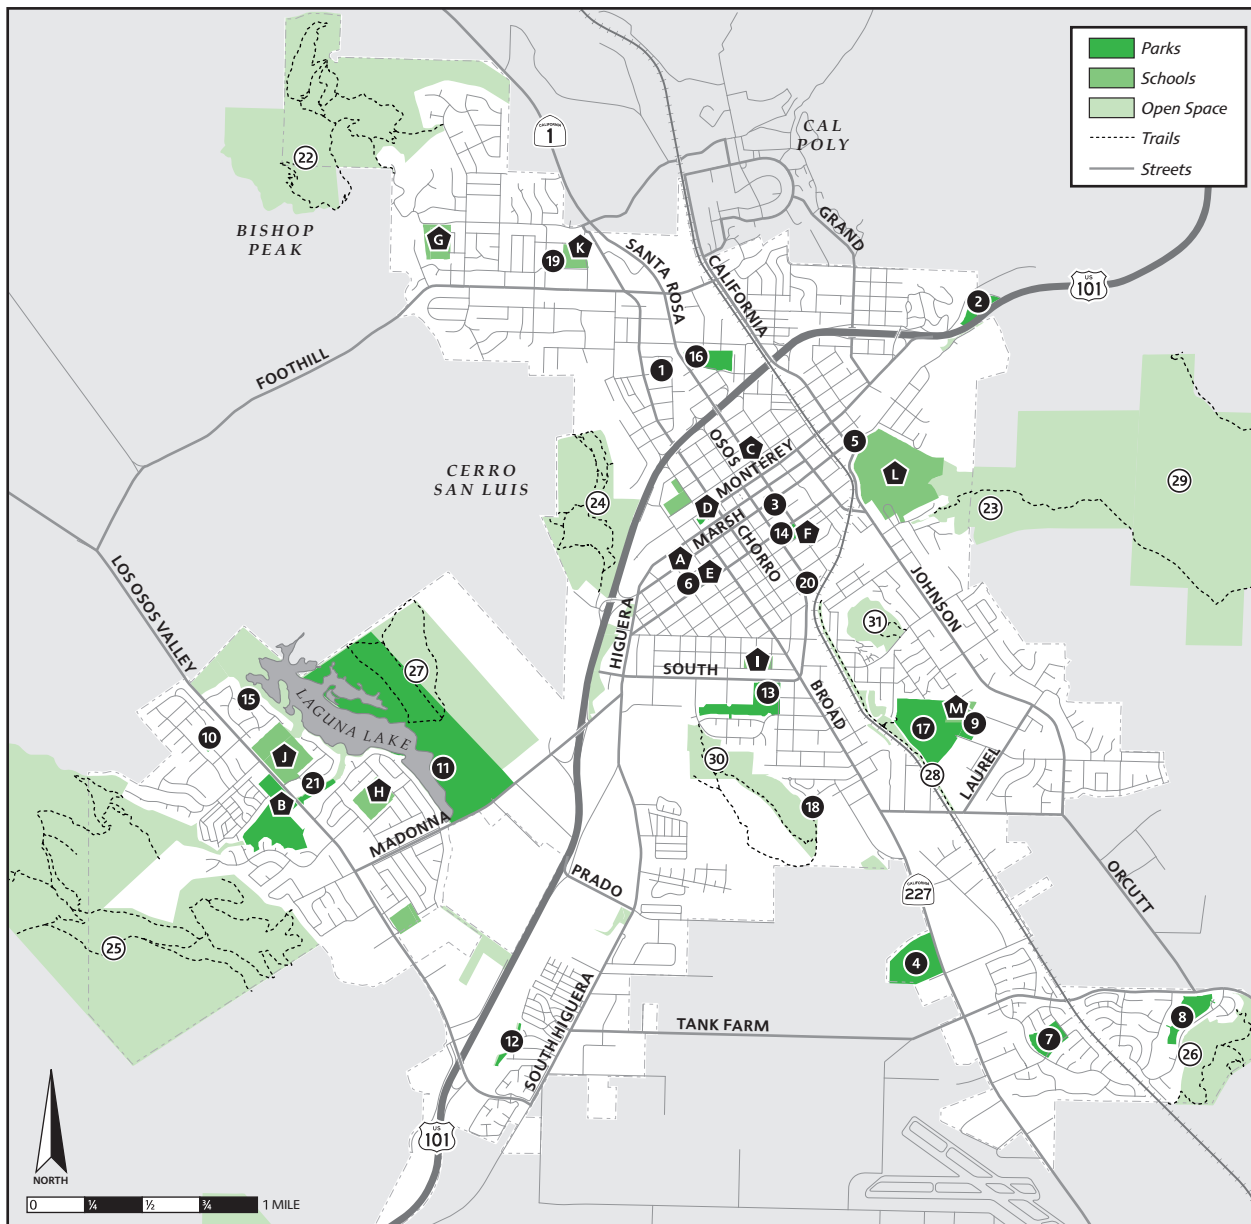 Parks
Schools
Open Space
Trails
Streets
CAL
POLY
CALIFORNIA
1
22
BISHOP
PEAK
GRAND
G
K
19
SANTA ROSA
CALIFORNIA
US
101
2
FOOTHILL
16
1
CERRO
SAN LUIS
OSOS
C
MONTEREY
5
L
29
24
D
3
23
MARSH
CHORRO
14
F
A
E
6
20
JOHNSON
LOS OSOS VALLEY
HIGUERA
31
27
I
SOUTH
BROAD
15
LAGUNA LAKE
13
M
9
17
10
J
30
11
21
H
28
LAUREL
B
18
MADONNA
PRADO
ORCUTT
CALIFORNIA
227
25
4
SOUTH HIGUERA
TANK FARM
12
7
8
26
US
101
NORTH
0
¼
½
¾
1 MILE